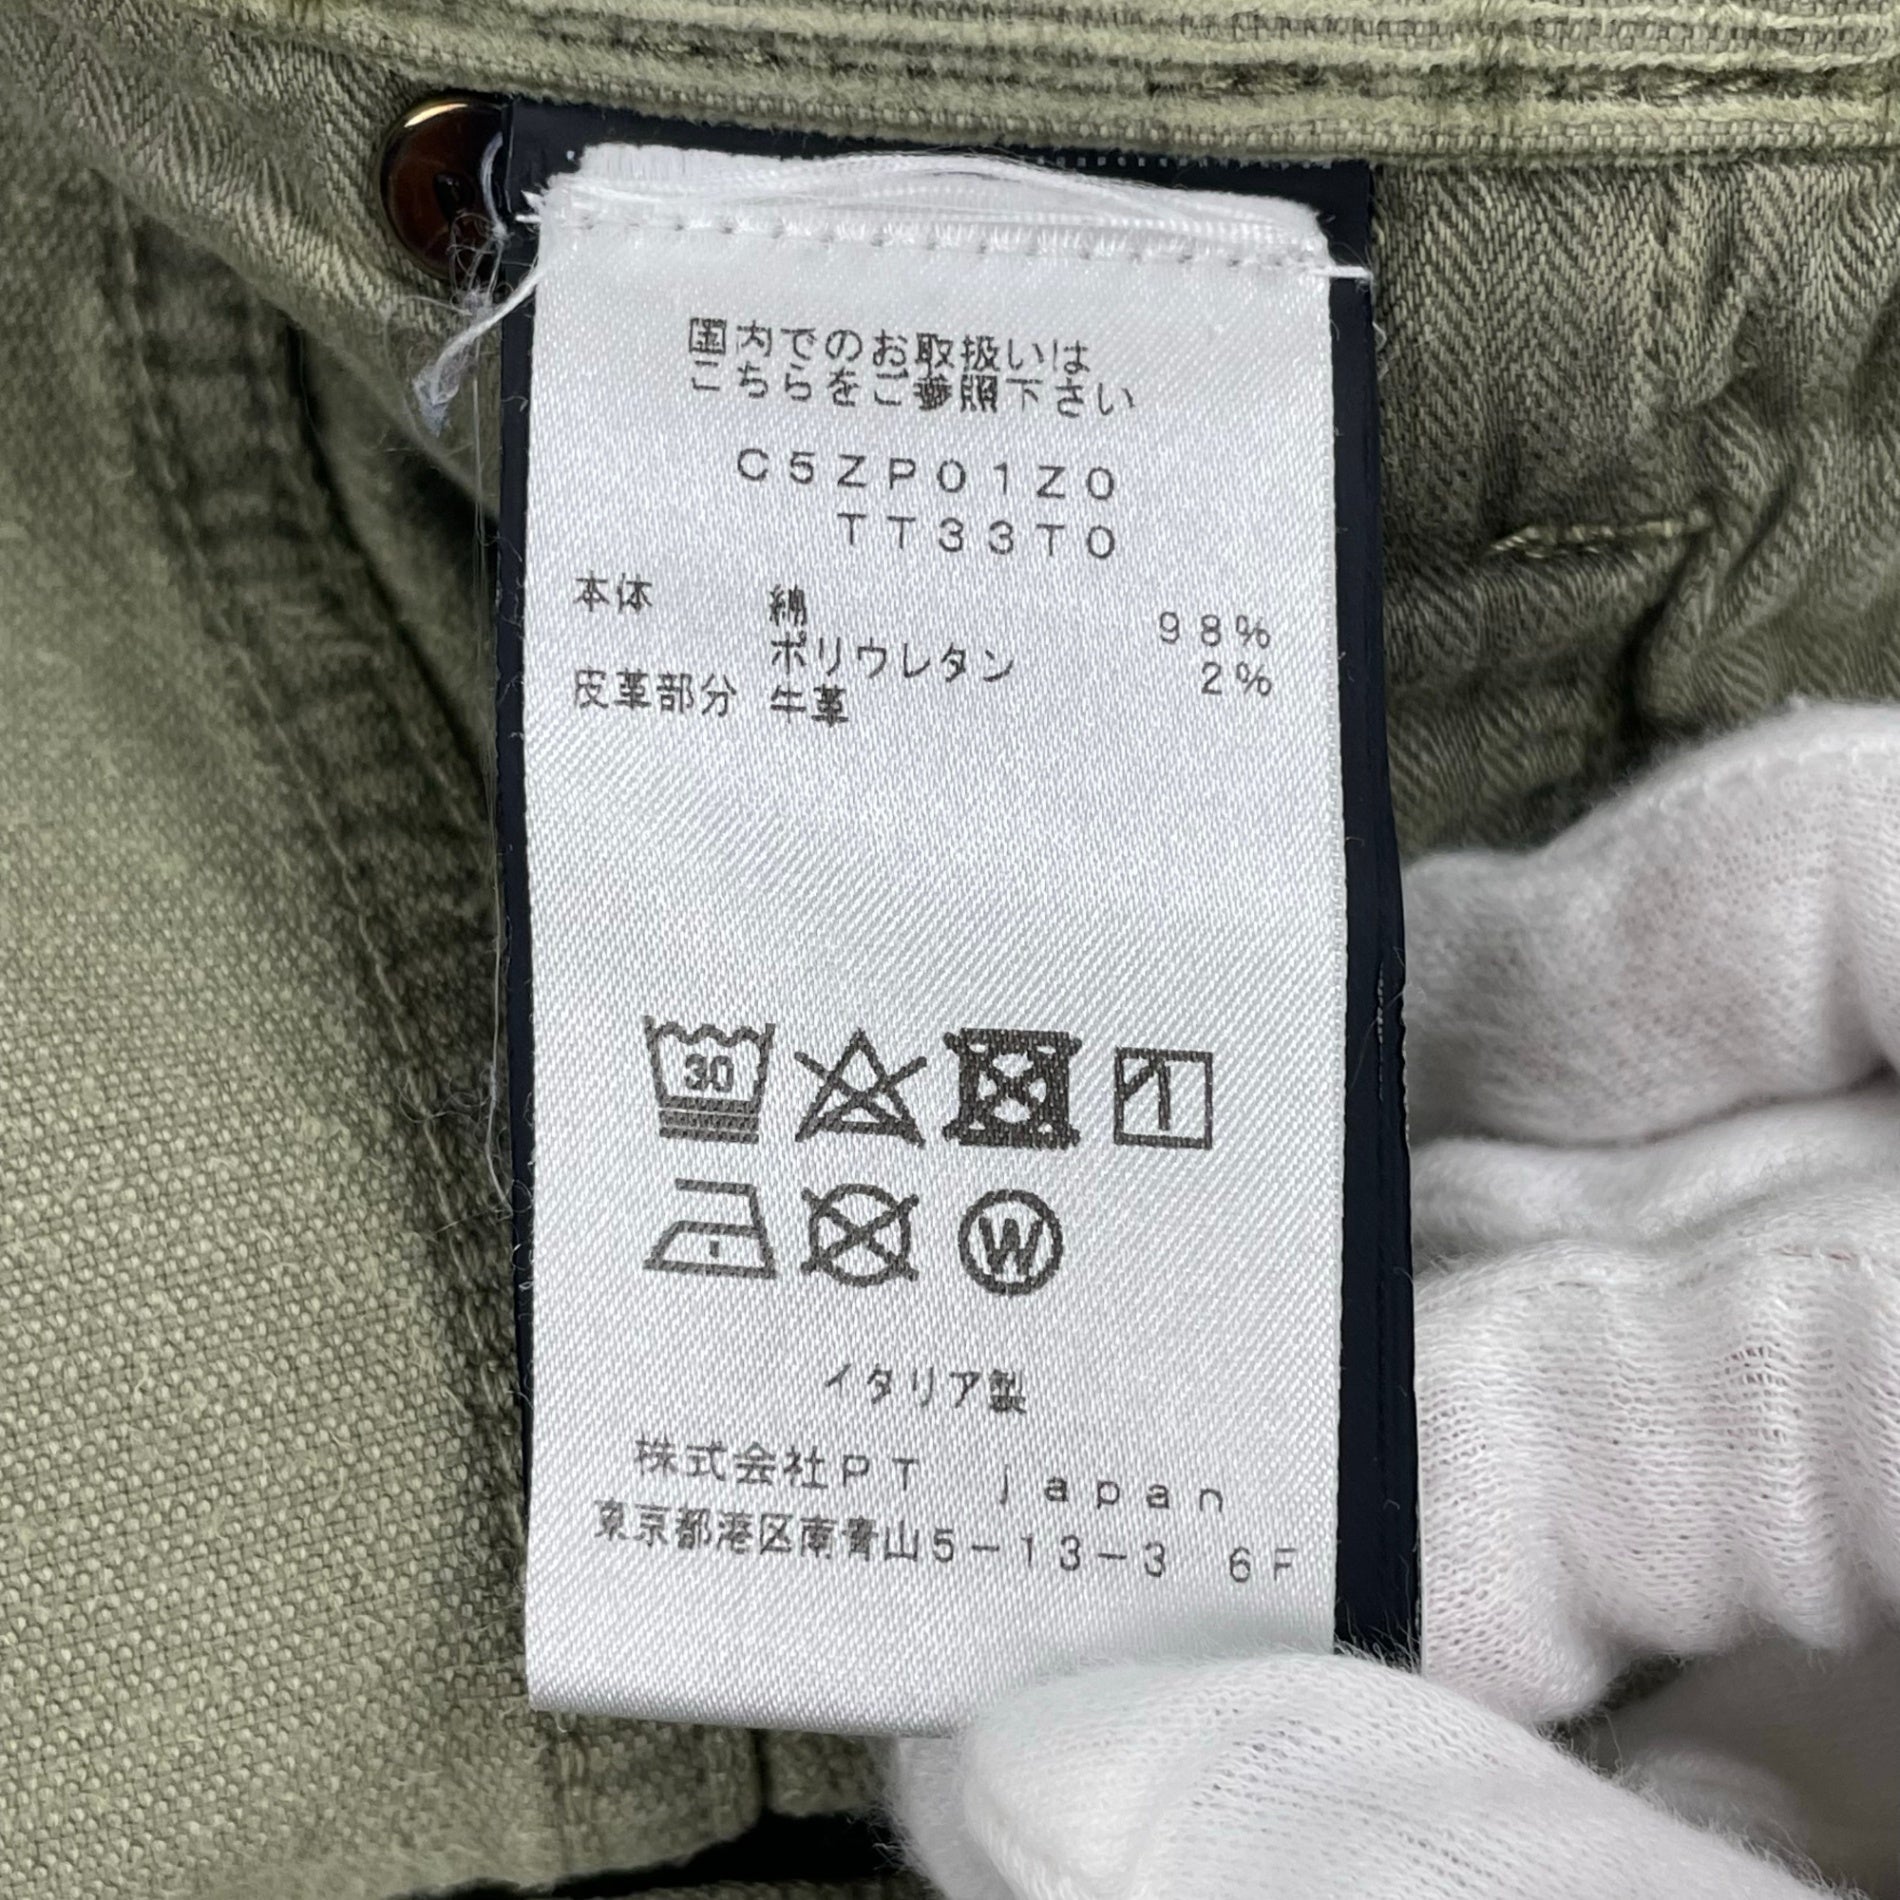 国内でのお取扱いは
こちらをご参照下さい
C5ZP01Z0
TT33T0
本体 綿 98%
ポリウレタン 2%
皮革部分 牛革
30
W
イタリア製
株式会社PT japan
東京都港区南青山5-13-3 6F